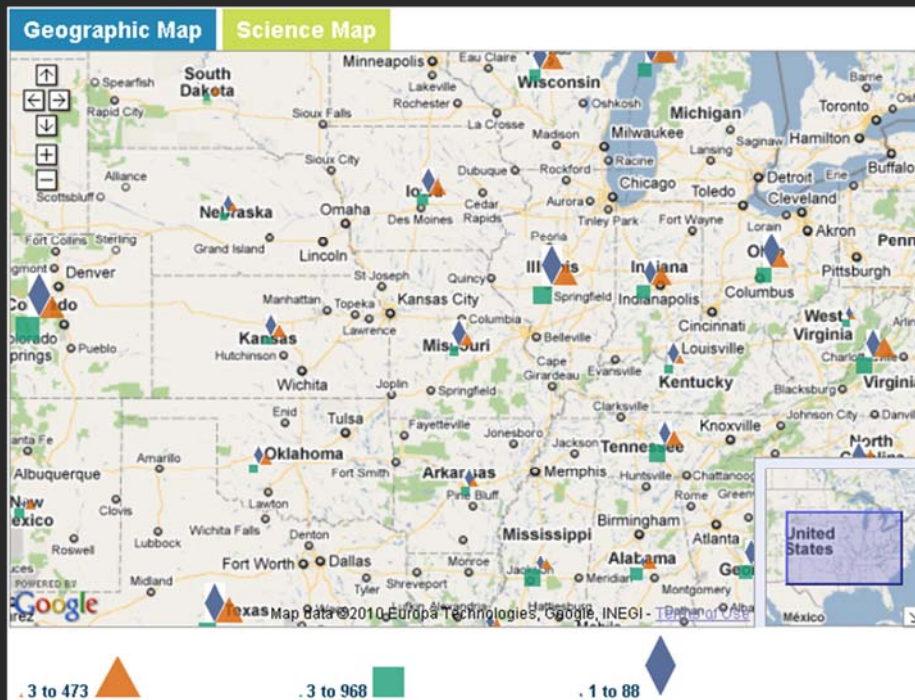 Geographic Map
Science Map
Minneapolis
Eau Claire
Wisconsin
South
Dakota
Spearfish
Rapid City
Lakeville
Rochester
Oshkosh
Barrie
Toronto
Michigan
Sioux Falls
La Crosse
Madison
Milwaukee
Saginaw
Hamilton
Lansing
Buffalo
Sioux City
Dubuque
Rockford
Racine
Detroit
Erie
Alliance
Scottsbluff
Chicago
Toledo
Cleveland
Des Moines
Cedar
Rapids
Aurora
Tinley Park
Fort Wayne
Lorain
Nebraska
Omaha
Akron
Grand Island
Lincoln
Peoria
Pittsburgh
Fort Collins
Sterling
Denver
St Joseph
Quincy
Indiana
Springfield
Indianapolis
Columbus
Manhattan
Topeka
Kansas City
Lawrence
Columbia
West
Virginia
Cincinnati
Pueblo
Kansas
Hutchinson
Belleville
Louisville
Wichita
Cape
Girardeau
Evansville
Kentucky
Blacksburg
Joplin
Springfield
Enid
Tulsa
Fayetteville
Jonesboro
Clarksville
Johnson City
Knoxville
Jackson
Tennessee
North
Oklahoma
Amarillo
Albuquerque
Fort Smith
Arkansas
Memphis
Huntsville
Rome
Pine Bluff
Lawton
Clovis
Wichita Falls
Birmingham
Atlanta
Roswell
Lubbock
Denton
Mississippi
Fort Worth
Dallas
Monroe
Alabama
Midland
Tyler
Shreveport
Meridian
Montgomery
United
States
México
POWERED BY
Google
Texas
Map data ©2010 Europa Technologies, Google, INEGI - Terms of Use
3 to 473
3 to 968
1 to 88